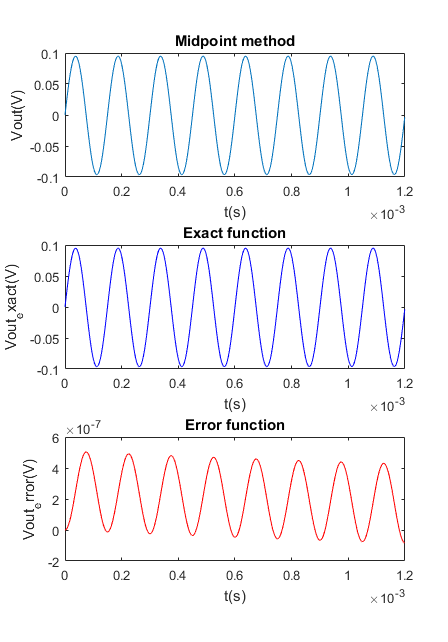 Midpoint method
Vout(V)
0.1
0.05
0
-0.05
-0.1
0 0.2 0.4 0.6 0.8 1 1.2
t(s)
×10⁻³
Exact function
Vout_exact(V)
0.1
0.05
0
-0.05
-0.1
0 0.2 0.4 0.6 0.8 1 1.2
t(s)
×10⁻³
×10⁻⁷
Error function
Vout_error(V)
6
4
2
0
-2
0 0.2 0.4 0.6 0.8 1 1.2
t(s)
×10⁻³